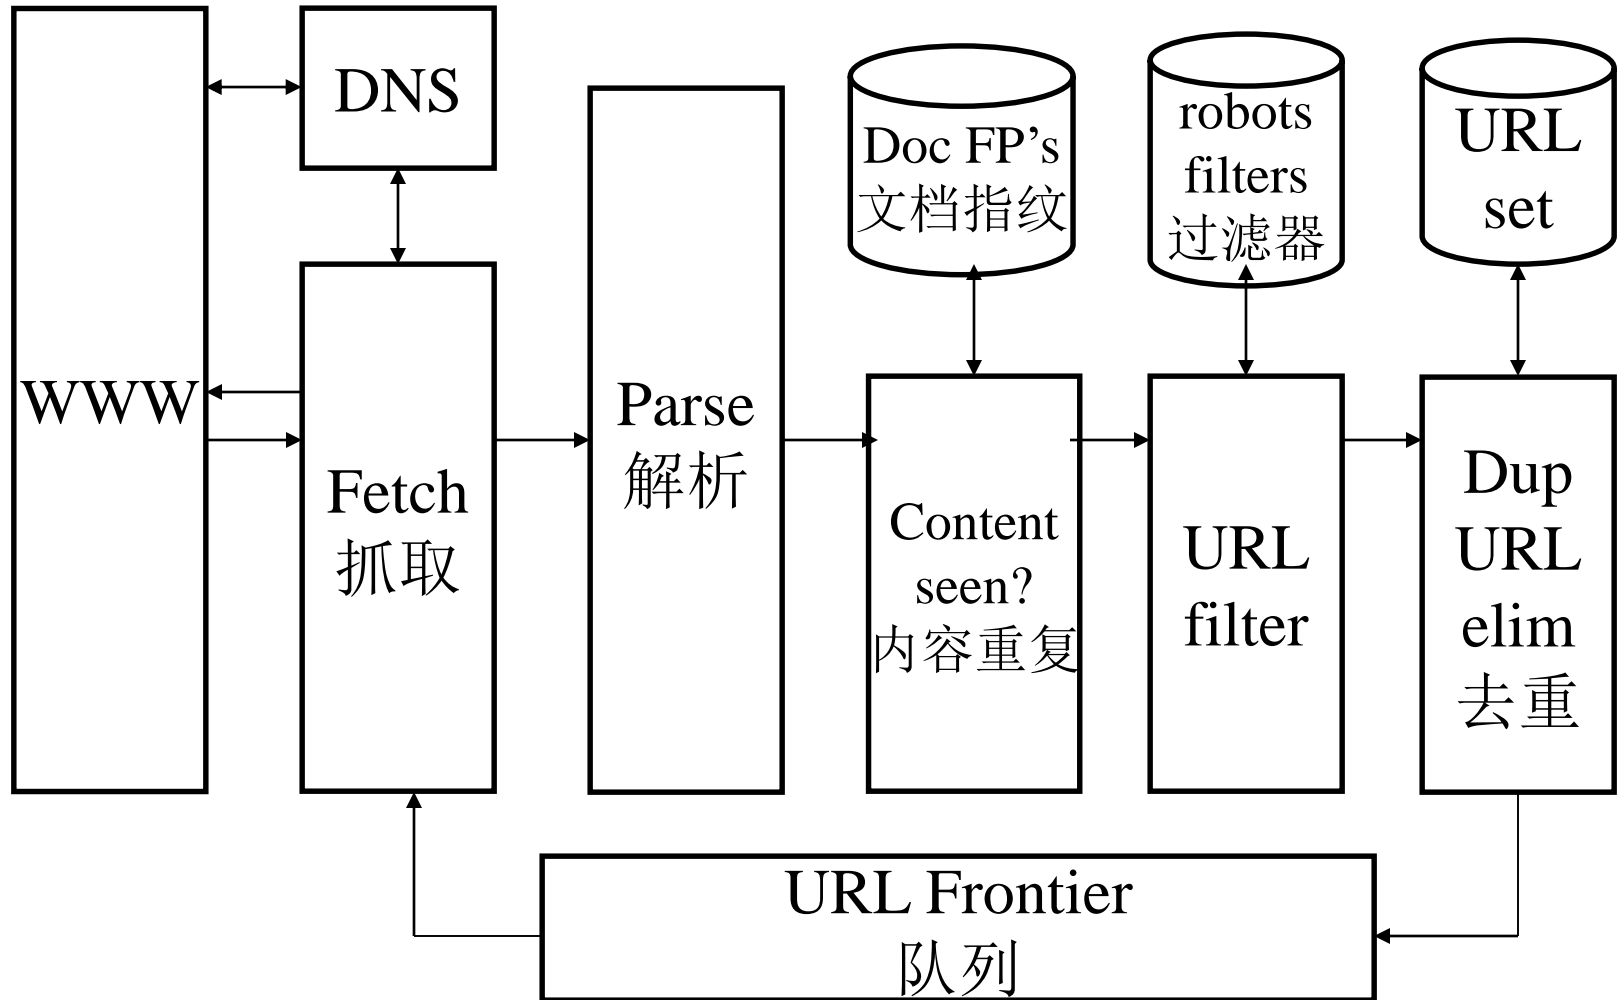 WWW
DNS
Fetch
抓取
Parse
解析
Doc FP’s
文档指纹
Content
seen?
内容重复
robots
filters
过滤器
URL
filter
URL
set
Dup
URL
elim
去重
URL Frontier
队列